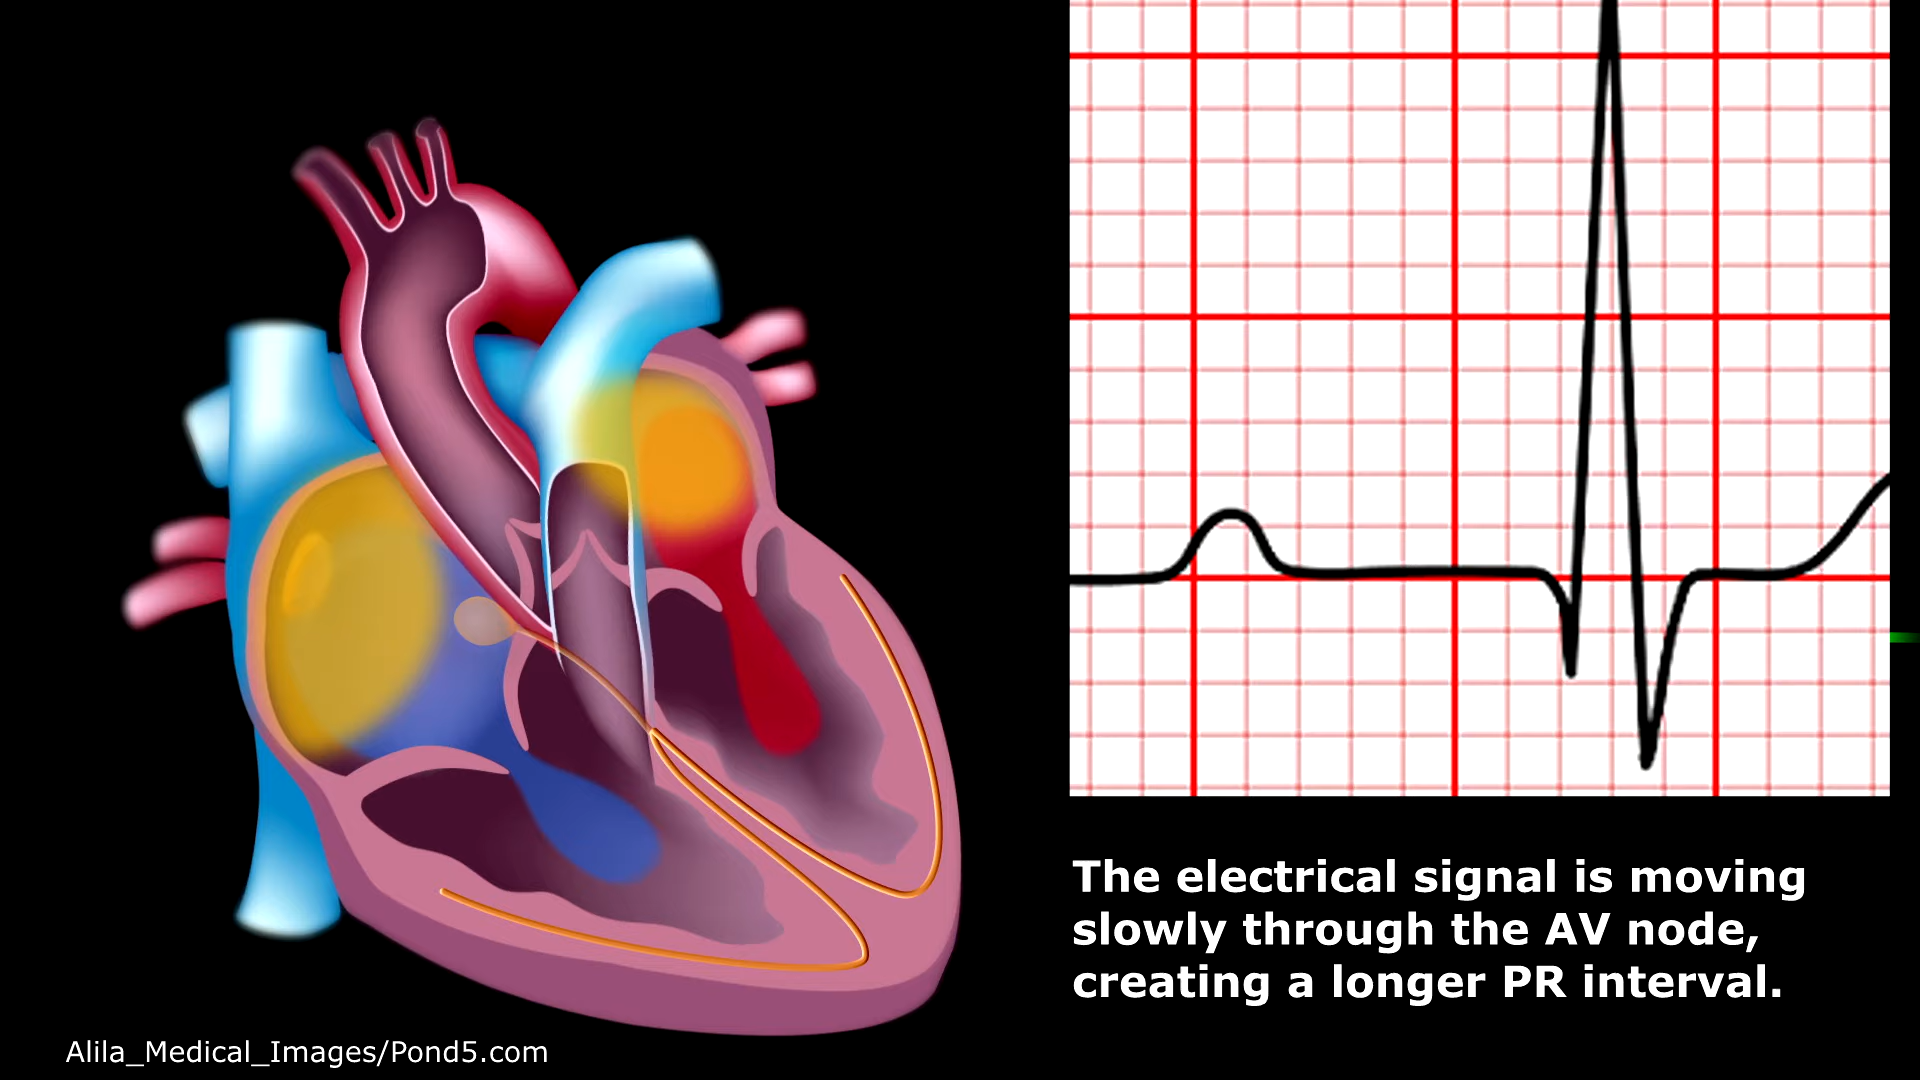 The electrical signal is moving
slowly through the AV node,
creating a longer PR interval.
Alila_Medical_Images/Pond5.com